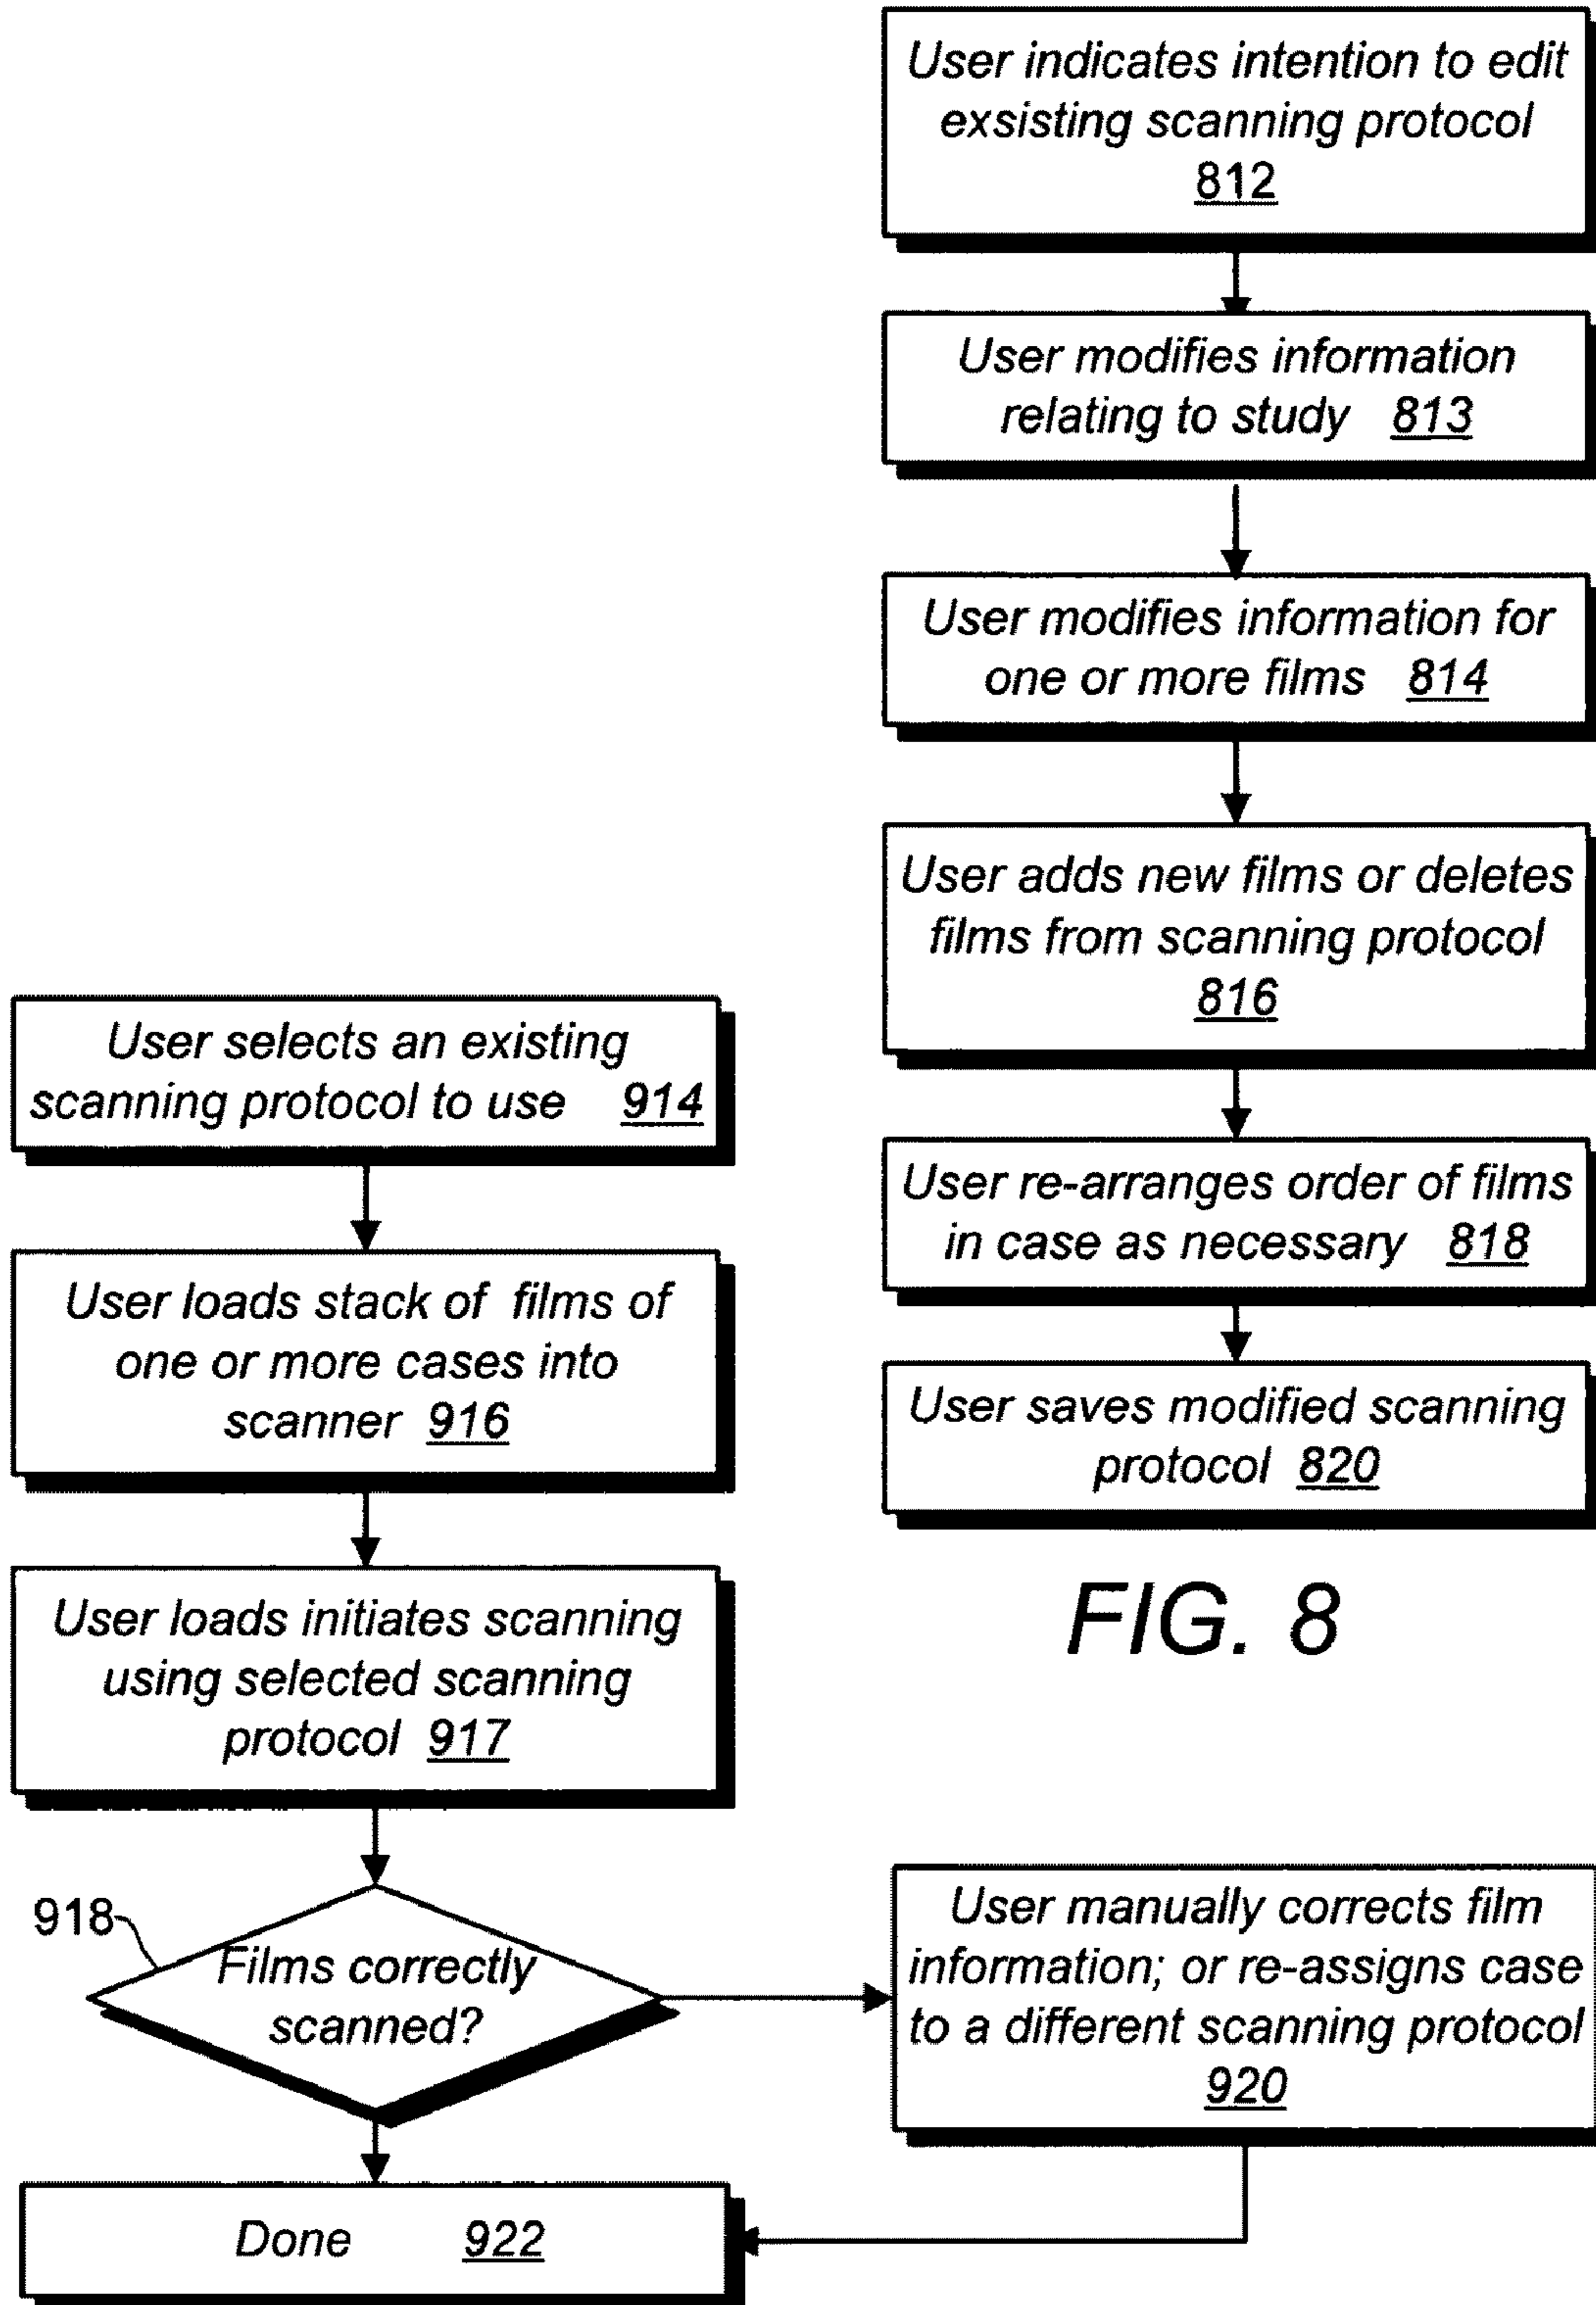 User indicates intention to edit
exsisting scanning protocol
812
User modifies information
relating to study 813
User modifies information for
one or more films 814
User adds new films or deletes
films from scanning protocol
816
User re-arranges order of films
in case as necessary 818
User saves modified scanning
protocol 820
FIG. 8
User selects an existing
scanning protocol to use 914
User loads stack of films of
one or more cases into
scanner 916
User loads initiates scanning
using selected scanning
protocol 917
918
Films correctly
scanned?
User manually corrects film
information; or re-assigns case
to a different scanning protocol
920
Done 922